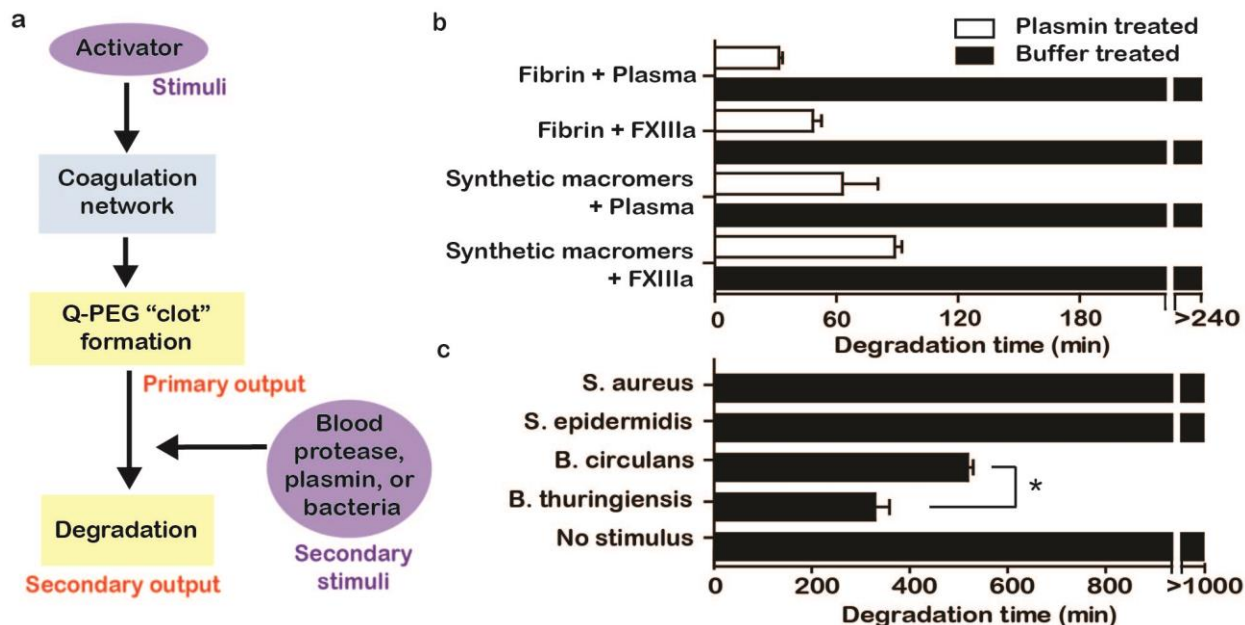 a
Activator
Stimuli
Coagulation
network
Q-PEG “clot”
formation
Primary output
Blood
protease,
plasmin, or
bacteria
Degradation
Secondary output
Secondary
stimuli
b
Plasmin treated
Buffer treated
Fibrin + Plasma
Fibrin + FXIIIa
Synthetic macromers
+ Plasma
Synthetic macromers
+ FXIIIa
0 60 120 180 >240
Degradation time (min)
c
S. aureus
S. epidermidis
B. circulans
*
B. thuringiensis
No stimulus
0 200 400 600 800 >1000
Degradation time (min)